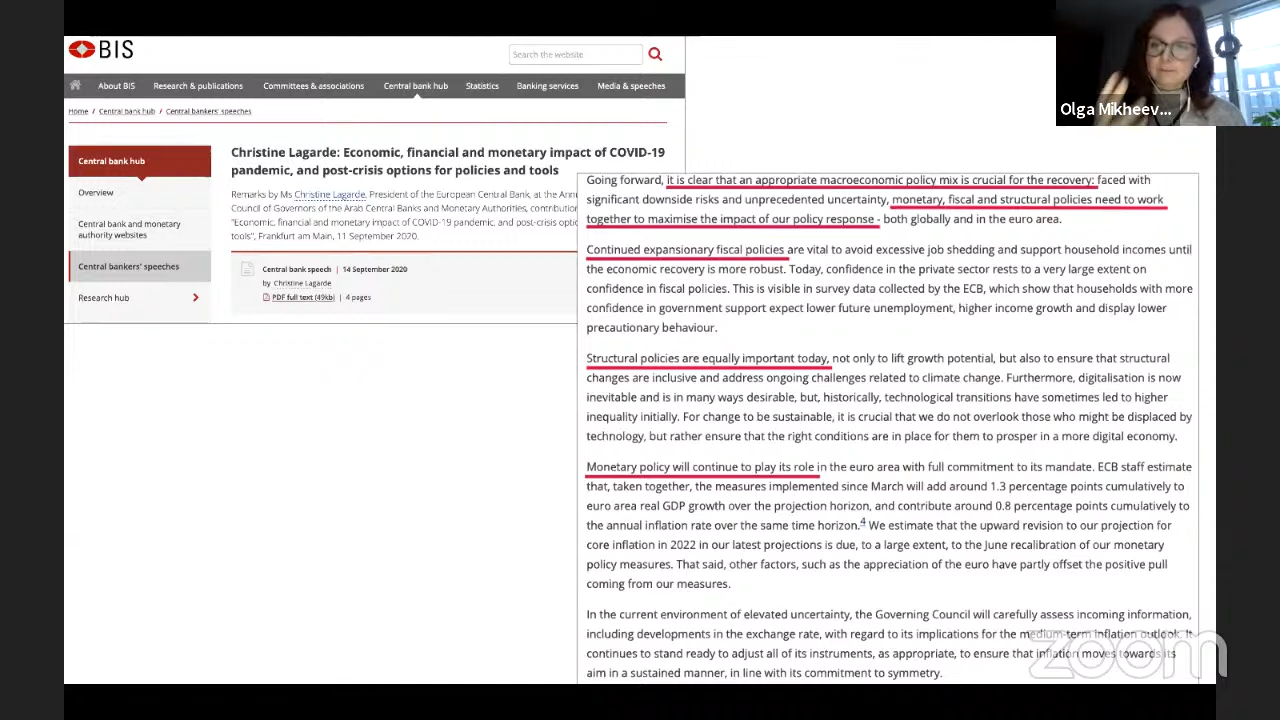 BIS
Search the website
About BIS Research & publications Committees & associations Central bank hub Statistics Banking services Media & speeches
Home / Central bank hub / Central bankers' speeches
Central bank hub
Overview
Central bank and monetary
authority websites
Central bankers' speeches
Research hub
Christine Lagarde: Economic, financial and monetary impact of COVID-19
pandemic, and post-crisis options for policies and tools
Remarks by Ms Christine Lagarde, President of the European Central Bank, at the Ann
Council of Governors of the Arab Central Banks and Monetary Authorities, contribution
"Economic, financial and monetary impact of COVID-19 pandemic, and post-crisis optio
tools", Frankfurt am Main, 11 September 2020.
Central bank speech | 14 September 2020
by Christine Lagarde
PDF full text (49kb) | 4 pages
Olga Mikheev...
Going forward, it is clear that an appropriate macroeconomic policy mix is crucial for the recovery: faced with
significant downside risks and unprecedented uncertainty, monetary, fiscal and structural policies need to work
together to maximise the impact of our policy response - both globally and in the euro area.
Continued expansionary fiscal policies are vital to avoid excessive job shedding and support household incomes until
the economic recovery is more robust. Today, confidence in the private sector rests to a very large extent on
confidence in fiscal policies. This is visible in survey data collected by the ECB, which show that households with more
confidence in government support expect lower future unemployment, higher income growth and display lower
precautionary behaviour.
Structural policies are equally important today, not only to lift growth potential, but also to ensure that structural
changes are inclusive and address ongoing challenges related to climate change. Furthermore, digitalisation is now
inevitable and is in many ways desirable, but, historically, technological transitions have sometimes led to higher
inequality initially. For change to be sustainable, it is crucial that we do not overlook those who might be displaced by
technology, but rather ensure that the right conditions are in place for them to prosper in a more digital economy.
Monetary policy will continue to play its role in the euro area with full commitment to its mandate. ECB staff estimate
that, taken together, the measures implemented since March will add around 1.3 percentage points cumulatively to
euro area real GDP growth over the projection horizon, and contribute around 0.8 percentage points cumulatively to
the annual inflation rate over the same time horizon.4 We estimate that the upward revision to our projection for
core inflation in 2022 in our latest projections is due, to a large extent, to the June recalibration of our monetary
policy measures. That said, other factors, such as the appreciation of the euro have partly offset the positive pull
coming from our measures.
In the current environment of elevated uncertainty, the Governing Council will carefully assess incoming information,
including developments in the exchange rate, with regard to its implications for the medium-term inflation outlook. It
continues to stand ready to adjust all of its instruments, as appropriate, to ensure that inflation moves towards its
aim in a sustained manner, in line with its commitment to symmetry.
zoom